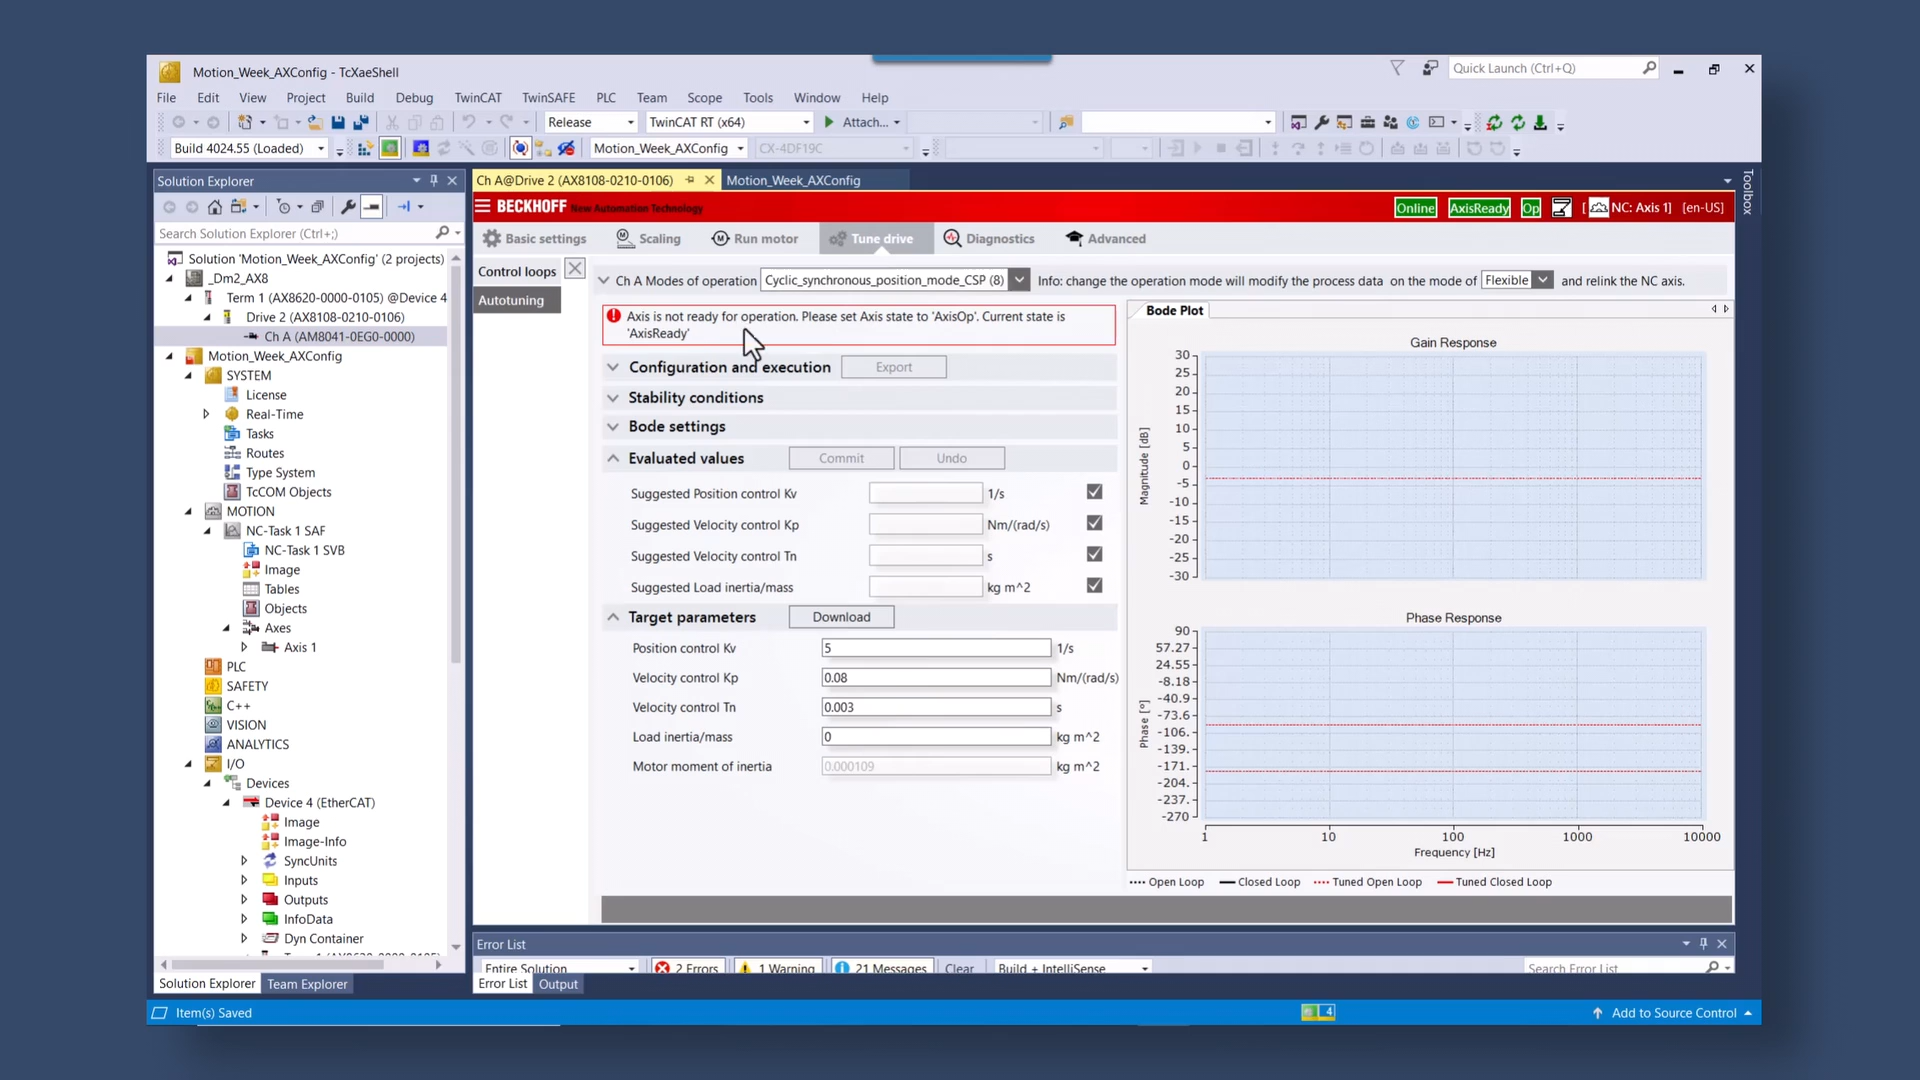 Motion_Week_AXConfig - TcXaeShell
Quick Launch (Ctrl+Q)
File Edit View Project Build Debug TwinCAT TwinSAFE PLC Team Scope Tools Window Help
Release TwinCAT RT (x64) Attach...
Build 4024.55 (Loaded) Motion_Week_AXConfig CX-4DF19C
Solution Explorer
Search Solution Explorer (Ctrl+;)
Solution 'Motion_Week_AXConfig' (2 projects)
_Dm2_AX8
Term 1 (AX8620-0000-0105) @Device 4
Drive 2 (AX8108-0210-0106)
Ch A (AM8041-0EG0-0000)
Motion_Week_AXConfig
SYSTEM
License
Real-Time
Tasks
Routes
Type System
TcCOM Objects
MOTION
NC-Task 1 SAF
NC-Task 1 SVB
Image
Tables
Objects
Axes
Axis 1
PLC
SAFETY
C++
VISION
ANALYTICS
I/O
Devices
Device 4 (EtherCAT)
Image
Image-Info
SyncUnits
Inputs
Outputs
InfoData
Dyn Container
Solution Explorer Team Explorer
Ch A@Drive 2 (AX8108-0210-0106) Motion_Week_AXConfig
Toolbox
BECKHOFF New Automation Technology
Online AxisReady Op [ NC: Axis 1] [en-US]
Basic settings Scaling Run motor Tune drive Diagnostics Advanced
Control loops
Autotuning
Ch A Modes of operation Cyclic_synchronous_position_mode_CSP (8) Info: change the operation mode will modify the process data on the mode of Flexible and relink the NC axis.
Axis is not ready for operation. Please set Axis state to 'AxisOp'. Current state is
'AxisReady'
Configuration and execution Export
Stability conditions
Bode settings
Evaluated values Commit Undo
Suggested Position control Kv 1/s
Suggested Velocity control Kp Nm/(rad/s)
Suggested Velocity control Tn s
Suggested Load inertia/mass kg m^2
Target parameters Download
Position control Kv 5 1/s
Velocity control Kp 0.08 Nm/(rad/s)
Velocity control Tn 0.003 s
Load inertia/mass 0 kg m^2
Motor moment of inertia 0.000109 kg m^2
Bode Plot
Gain Response
Magnitude [dB]
30
25
20
15
10
5
0
-5
-10
-15
-20
-25
-30
Phase Response
Phase [°]
90
57.27
24.55
-8.18
-40.9
-73.6
-106.
-139.
-171.
-204.
-237.
-270
1 10 100 1000 10000
Frequency [Hz]
Open Loop Closed Loop Tuned Open Loop Tuned Closed Loop
Error List
Entire Solution 2 Errors 1 Warning 21 Messages Clear Build + IntelliSense Search Error List
Error List Output
Item(s) Saved 4 Add to Source Control